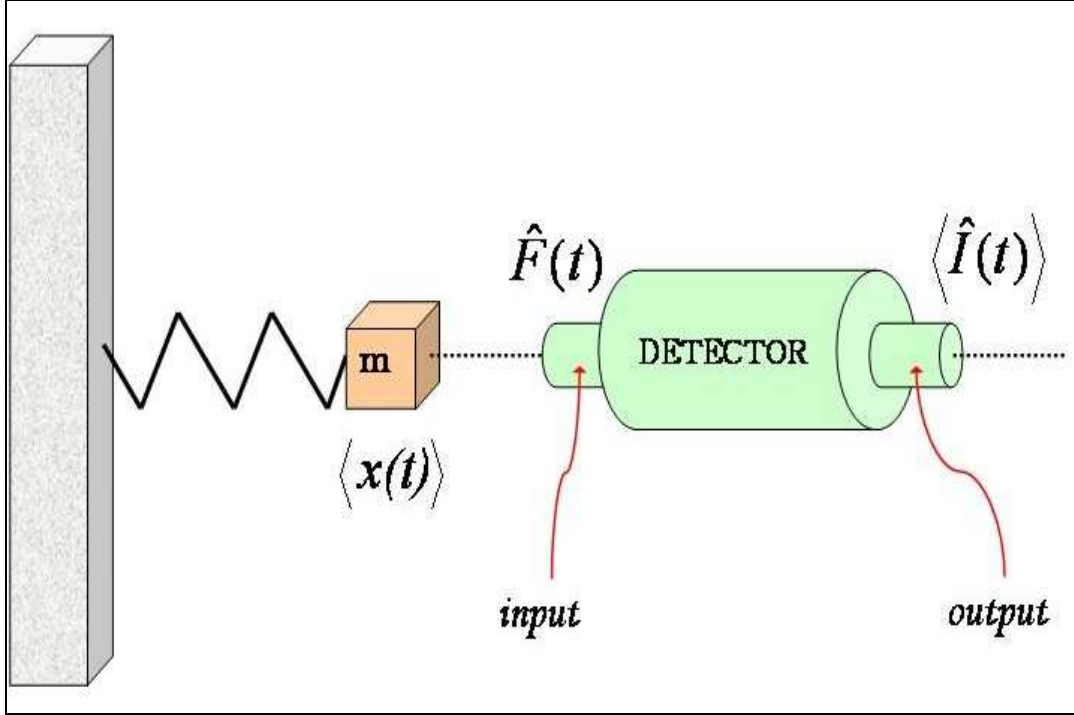 F̂(t)
⟨Î(t)⟩
m
DETECTOR
⟨x(t)⟩
input
output